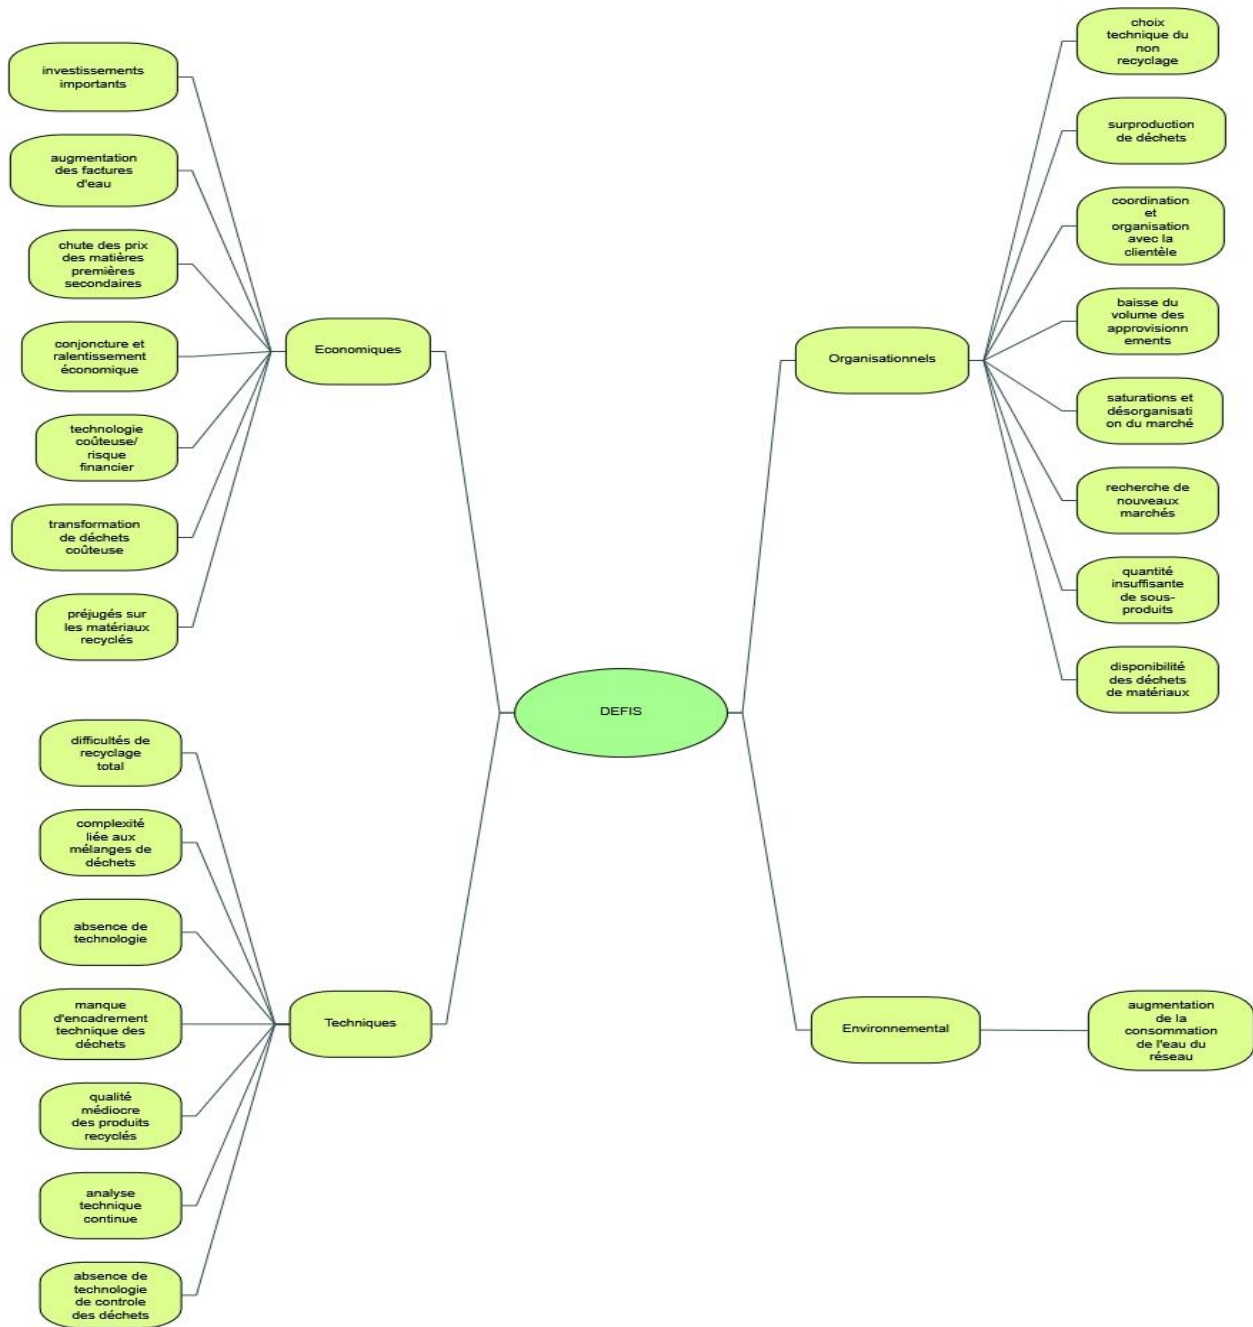 investissements
importants
augmentation
des factures
d'eau
chute des prix
des matières
premières
secondaires
conjoncture et
ralentissement
économique
technologie
coûteuse/
risque
financier
transformation
de déchets
coûteuse
préjugés sur
les matériaux
recyclés
Economiques
difficultés de
recyclage
total
complexité
liée aux
mélanges de
déchets
absence de
technologie
manque
d'encadrement
technique des
déchets
qualité
médiocre
des produits
recyclés
analyse
technique
continue
absence de
technologie
de controle
des déchets
Techniques
DEFIS
Organisationnels
choix
technique du
non
recyclage
surproduction
de déchets
coordination
et
organisation
avec la
clientèle
baisse du
volume des
approvisionn
ements
saturations et
désorganisati
on du marché
recherche de
nouveaux
marchés
quantité
insuffisante
de sous-
produits
disponibilité
des déchets
de matériaux
Environnemental
augmentation
de la
consommation
de l'eau du
réseau